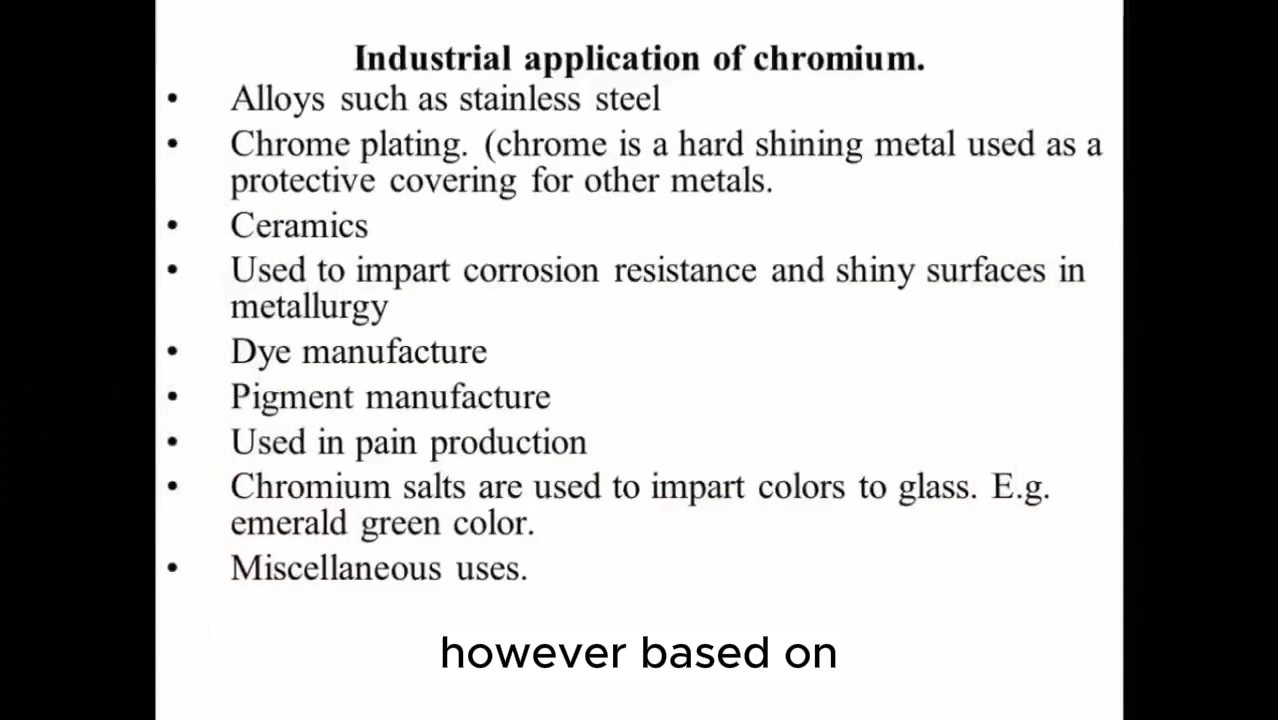 Industrial application of chromium.
• Alloys such as stainless steel
• Chrome plating. (chrome is a hard shining metal used as a
protective covering for other metals.
• Ceramics
• Used to impart corrosion resistance and shiny surfaces in
metallurgy
• Dye manufacture
• Pigment manufacture
• Used in pain production
• Chromium salts are used to impart colors to glass. E.g.
emerald green color.
• Miscellaneous uses.
however based on